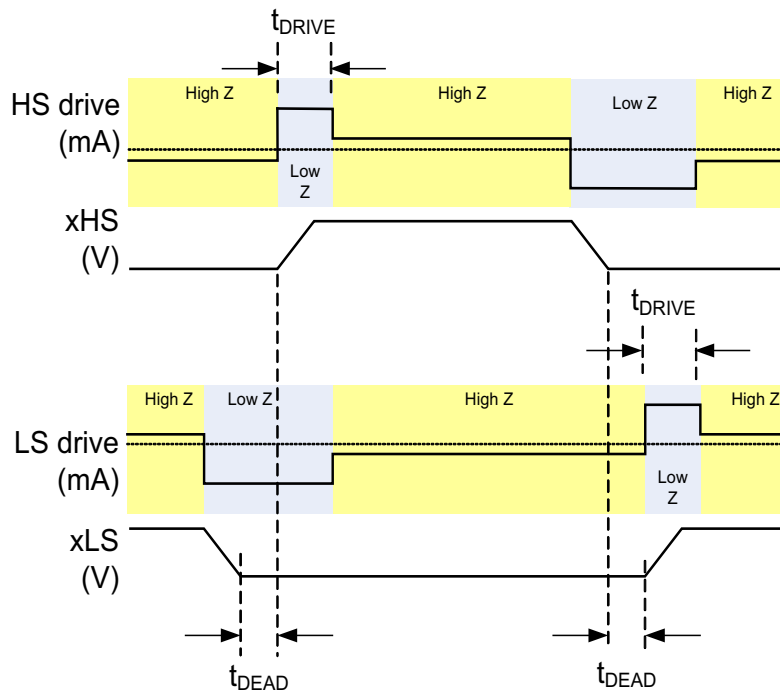 tDRIVE
High Z
High Z
Low Z
High Z
HS drive
(mA)
Low
Z
xHS
(V)
tDRIVE
High Z
Low Z
High Z
High Z
LS drive
(mA)
Low
Z
xLS
(V)
tDEAD
tDEAD